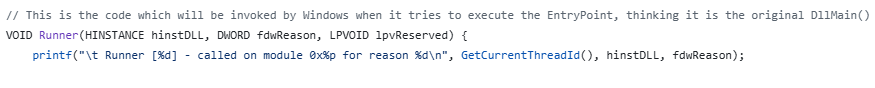 // This is the code which will be invoked by Windows when it tries to execute the EntryPoint, thinking it is the original DllMain()
VOID Runner(HINSTANCE hinstDLL, DWORD fdwReason, LPVOID lpvReserved) {
    printf("\t Runner [%d] - called on module 0x%p for reason %d\n", GetCurrentThreadId(), hinstDLL, fdwReason);